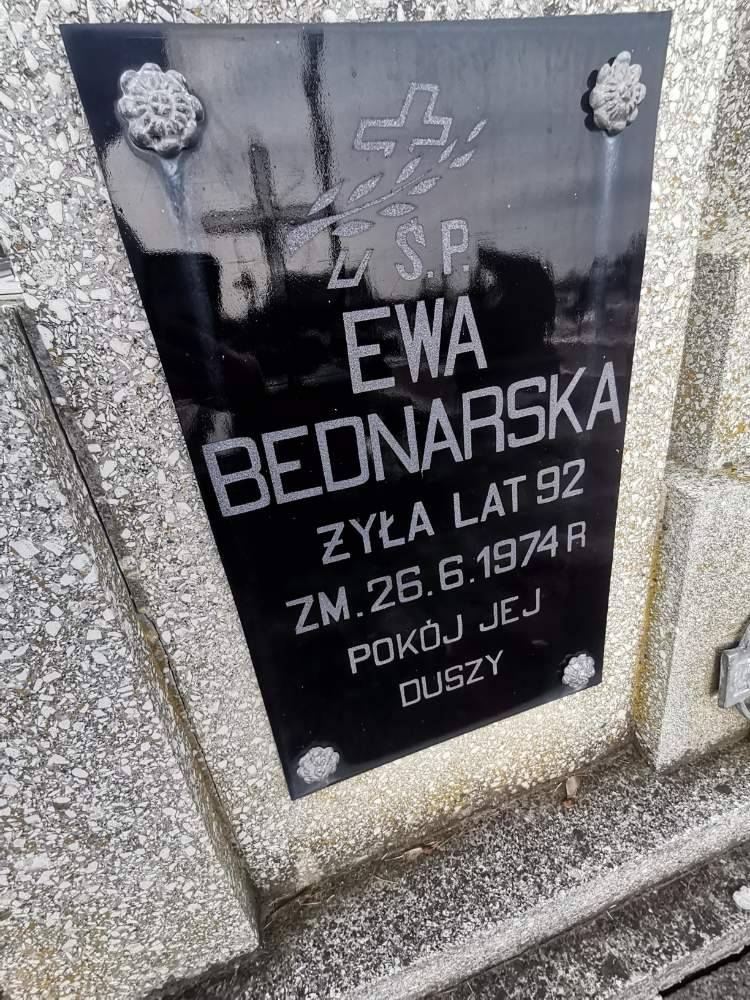 Ś.P.
EWA
BEDNARSKA
ŻYŁA LAT 92
ZM. 26.6.1974 R
POKÓJ JEJ
DUSZY